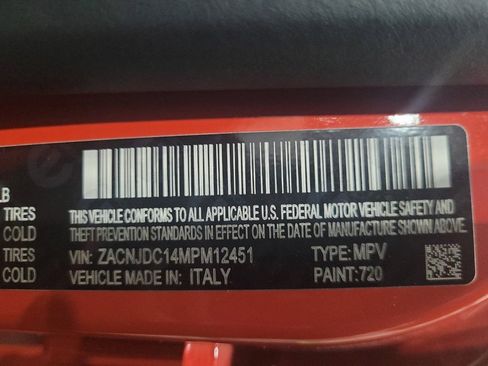 LB
TIRES THIS VEHICLE CONFORMS TO ALL APPLICABLE U.S. FEDERAL MOTOR VEHICLE SAFETY AND
COLD THEFT PREVENTION STANDARDS IN EFFECT ON THE DATE OF MANUFACTURE SHOWN ABOVE.
TIRES VIN: ZACNJDC14MPM12451 TYPE: MPV
COLD VEHICLE MADE IN: ITALY PAINT: 720